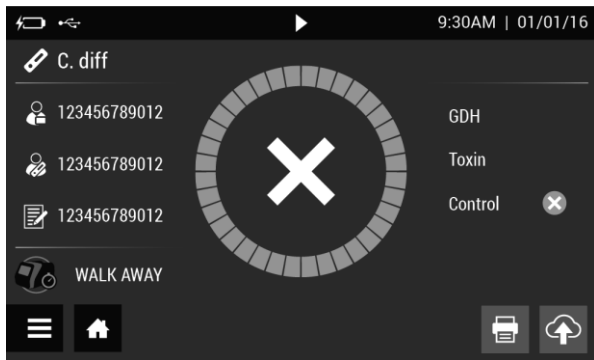 9:30AM | 01/01/16
C. diff
123456789012
123456789012
123456789012
WALK AWAY
GDH
Toxin
Control